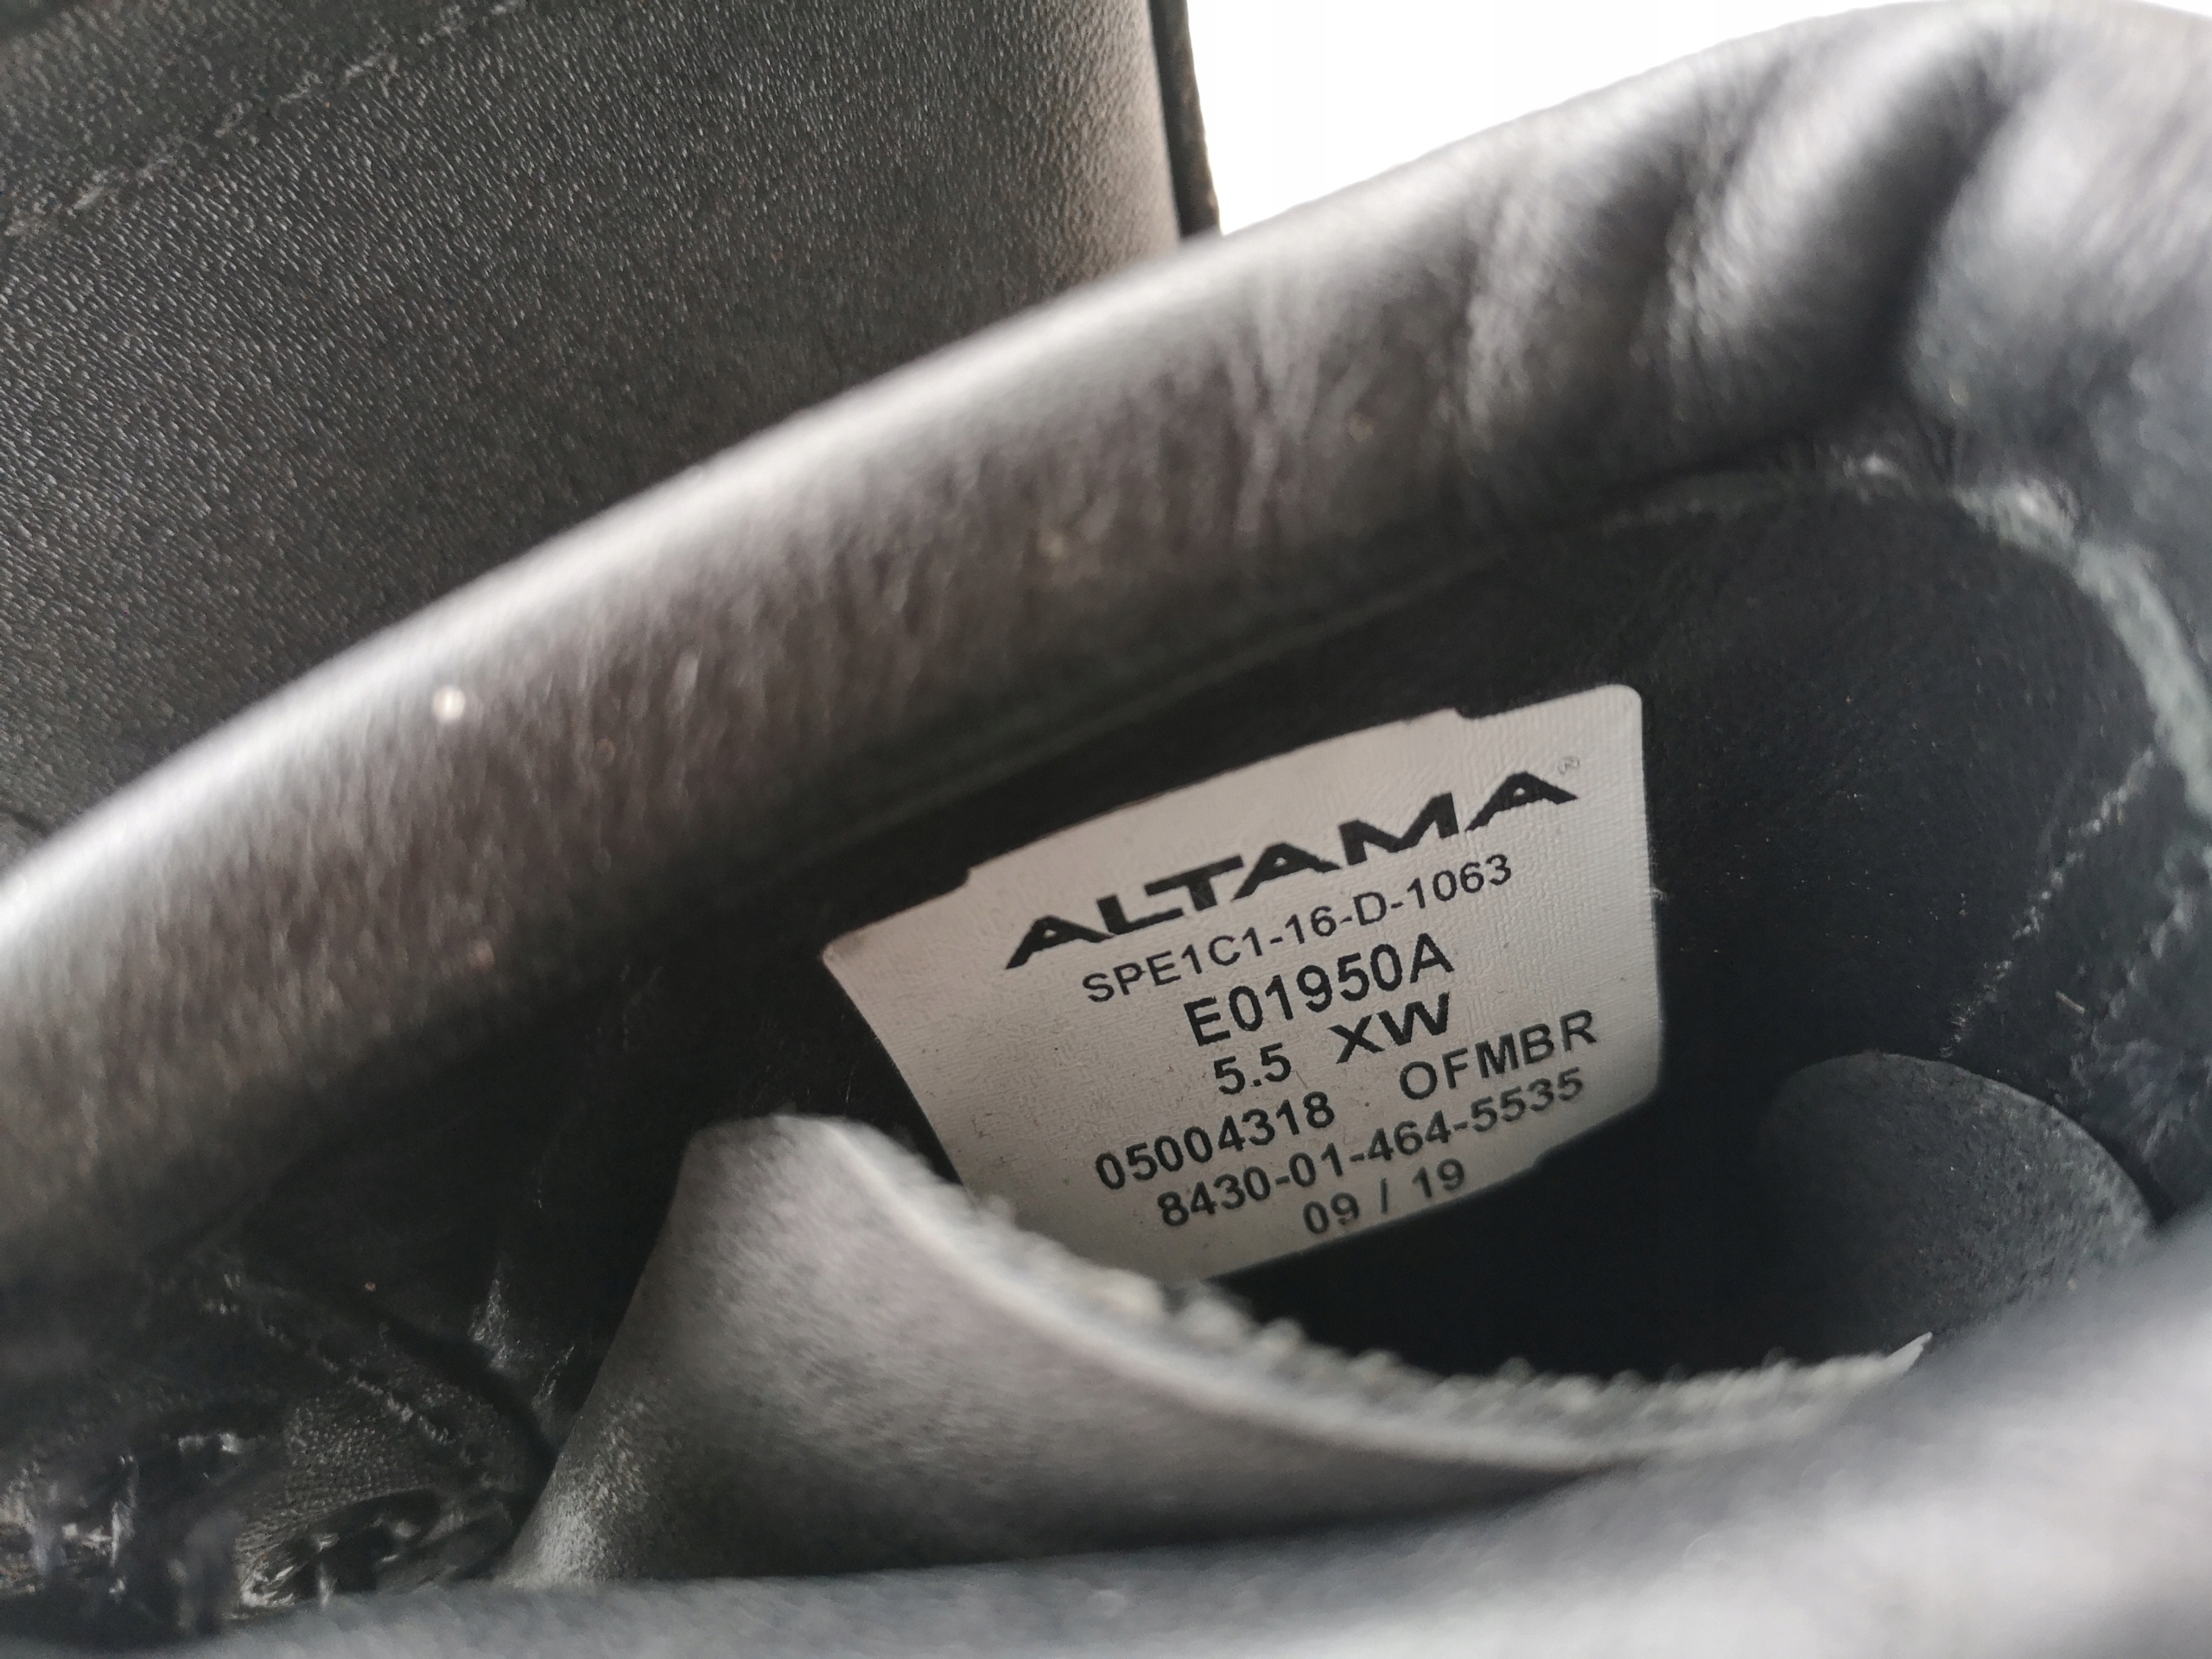 ALTAMA®
SPE1C1-16-D-1063
E01950A
5.5 XW
05004318 OFMBR
8430-01-464-5535
09 / 19